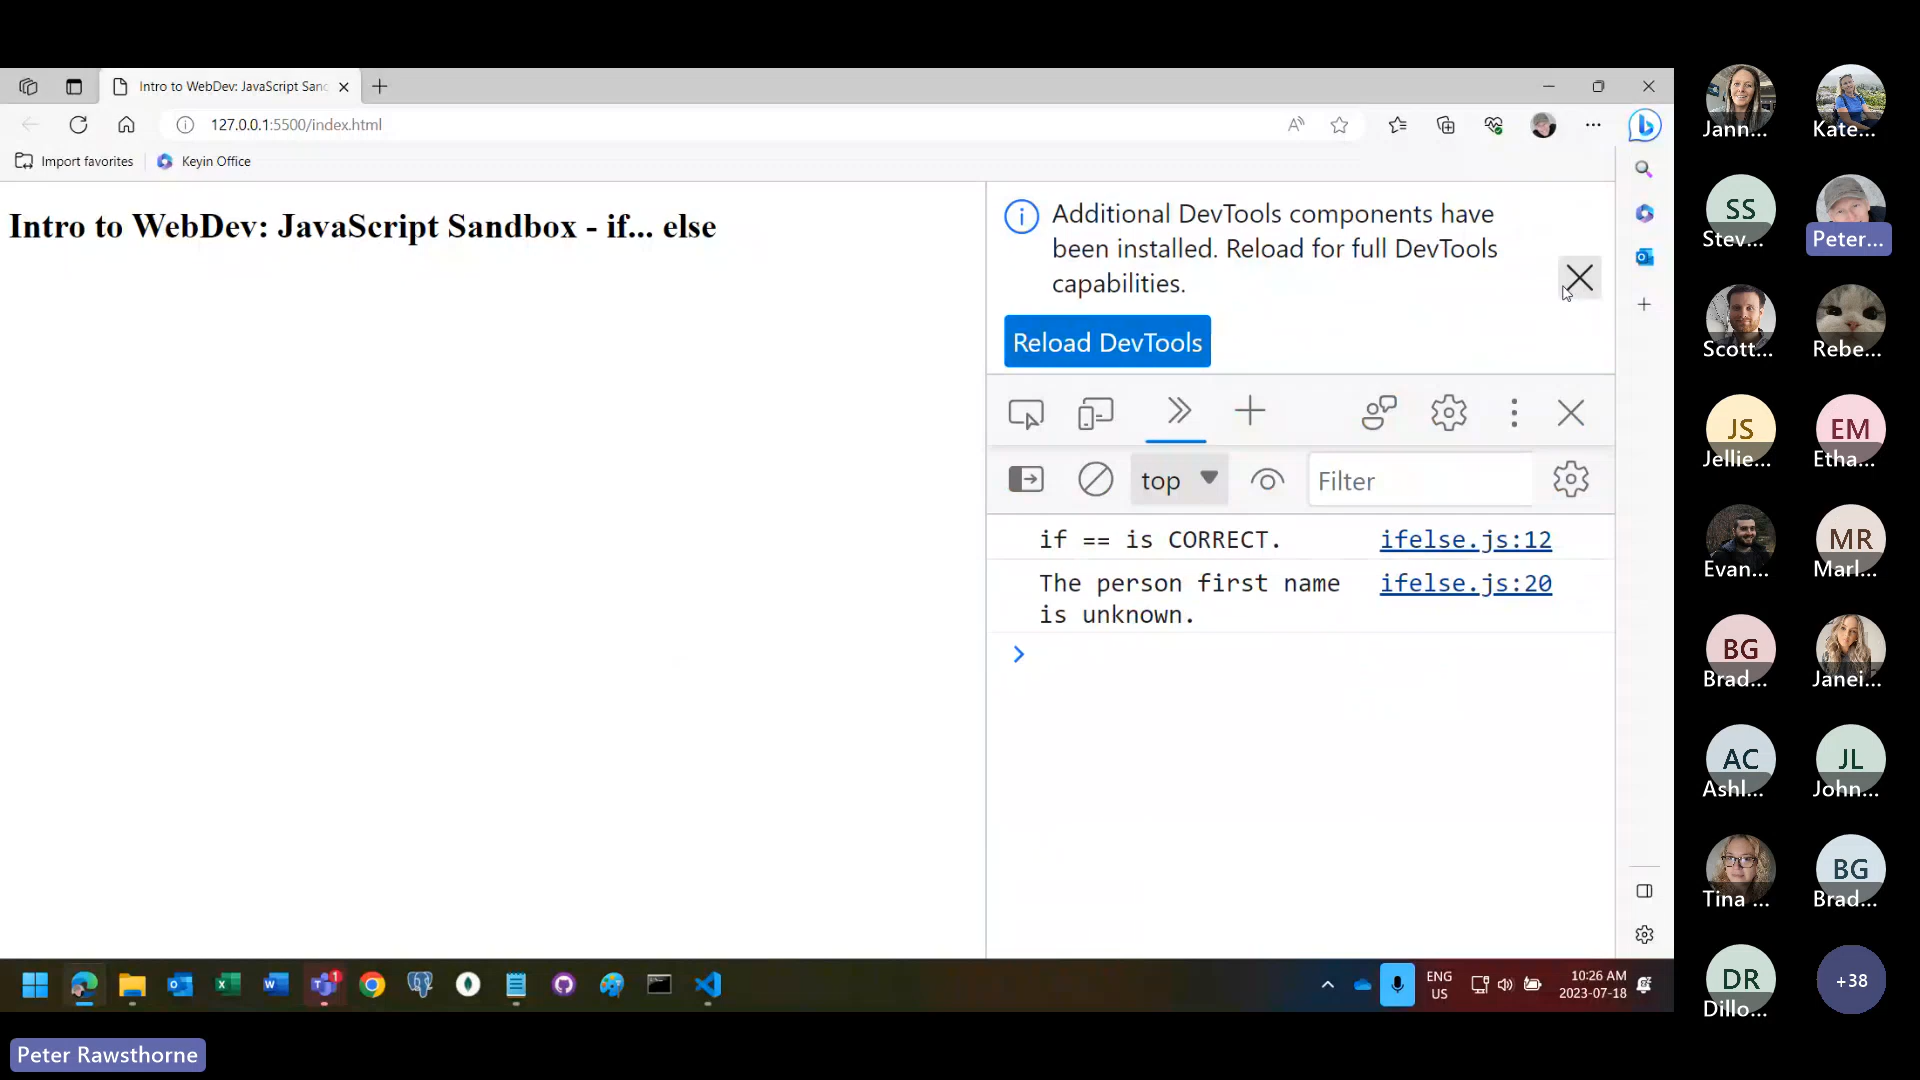 Intro to WebDev: JavaScript Sand
127.0.0.1:5500/index.html
Import favorites
Keyin Office
Intro to WebDev: JavaScript Sandbox - if... else
Additional DevTools components have
been installed. Reload for full DevTools
capabilities.
Reload DevTools
top
Filter
if == is CORRECT.
ifelse.js:12
The person first name
ifelse.js:20
is unknown.
Jann...
Kate...
SS
Stev...
Peter...
Scott...
Rebe...
JS
Jellie...
EM
Etha...
Evan...
MR
Marl...
BG
Brad...
Janei...
AC
Ashl...
JL
John...
Tina ...
BG
Brad...
DR
Dillo...
+38
1
ENG
US
10:26 AM
2023-07-18
Peter Rawsthorne